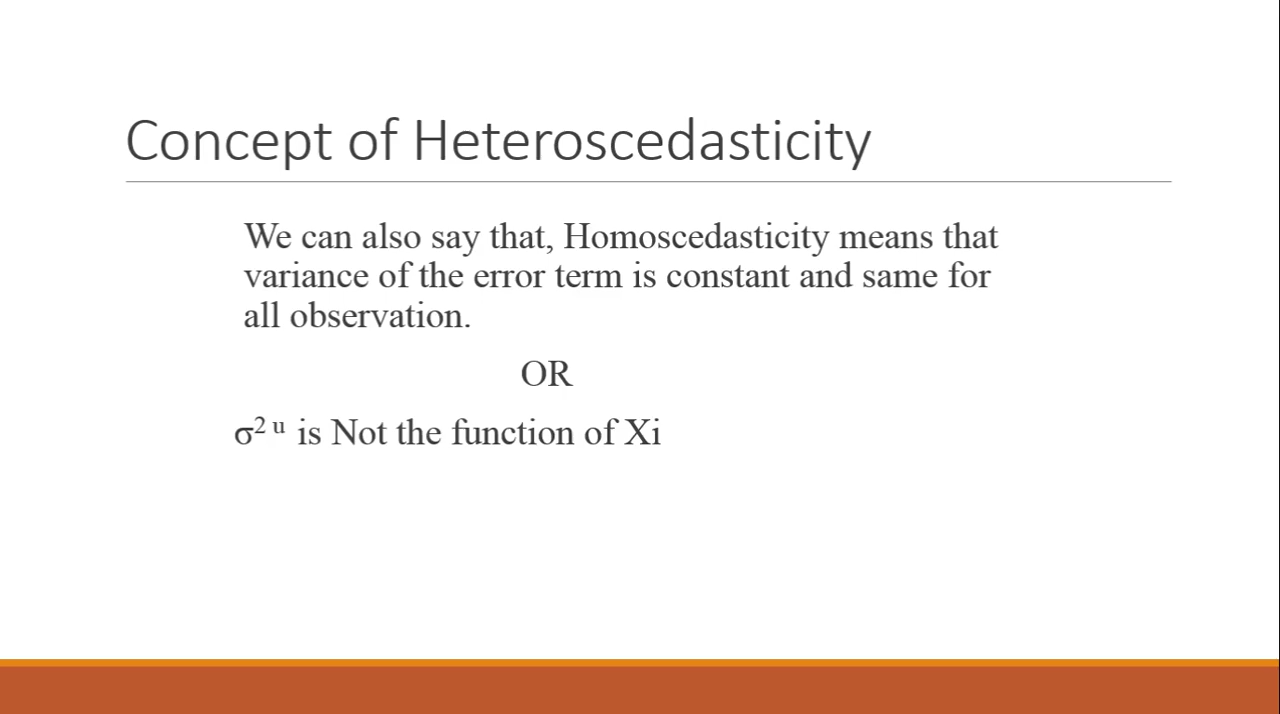 Concept of Heteroscedasticity
We can also say that, Homoscedasticity means that
variance of the error term is constant and same for
all observation.
OR
σ² ᵘ is Not the function of Xi